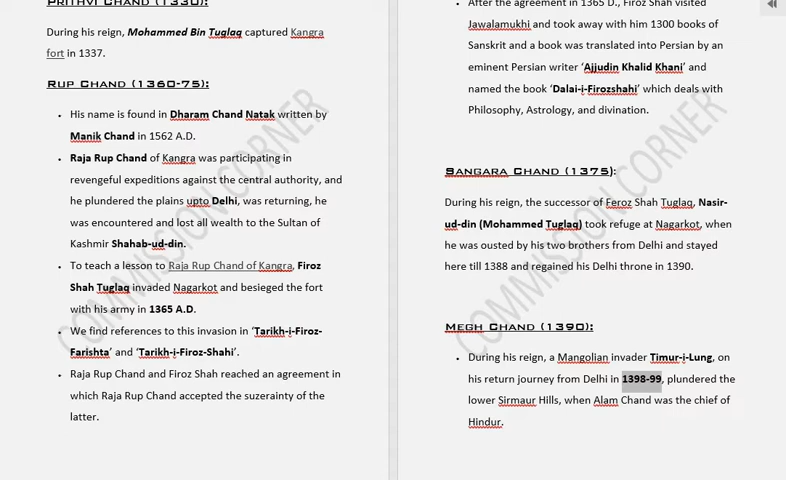 PRITHVI CHAND (1330):
During his reign, Mohammed Bin Tuglaq captured Kangra
fort in 1337.
RUP CHAND (1360-75):
• His name is found in Dharam Chand Natak written by
Manik Chand in 1562 A.D.
• Raja Rup Chand of Kangra was participating in
revengeful expeditions against the central authority, and
he plundered the plains upto Delhi, was returning, he
was encountered and lost all wealth to the Sultan of
Kashmir Shahab-ud-din.
• To teach a lesson to Raja Rup Chand of Kangra, Firoz
Shah Tuglaq invaded Nagarkot and besieged the fort
with his army in 1365 A.D.
• We find references to this invasion in ‘Tarikh-i-Firoz-
Farishta’ and ‘Tarikh-i-Firoz-Shahi’.
• Raja Rup Chand and Firoz Shah reached an agreement in
which Raja Rup Chand accepted the suzerainty of the
latter.
COMMISSION CORNER
• After the agreement in 1365 D., Firoz Shah visited
Jawalamukhi and took away with him 1300 books of
Sanskrit and a book was translated into Persian by an
eminent Persian writer ‘Ajjudin Khalid Khani’ and
named the book ‘Dalai-i-Firozshahi’ which deals with
Philosophy, Astrology, and divination.
SANGARA CHAND (1375):
During his reign, the successor of Feroz Shah Tuglaq, Nasir-
ud-din (Mohammed Tuglaq) took refuge at Nagarkot, when
he was ousted by his two brothers from Delhi and stayed
here till 1388 and regained his Delhi throne in 1390.
MEGH CHAND (1390):
• During his reign, a Mangolian invader Timur-i-Lung, on
his return journey from Delhi in 1398-99, plundered the
lower Sirmaur Hills, when Alam Chand was the chief of
Hindur.
COMMISSION CORNER